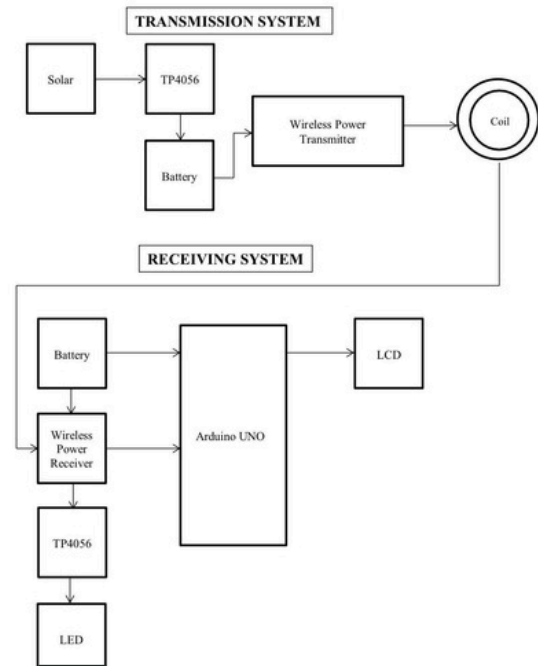 TRANSMISSION SYSTEM
Solar
TP4056
Wireless Power
Transmitter
Coil
Battery
RECEIVING SYSTEM
Battery
LCD
Arduino UNO
Wireless
Power
Receiver
TP4056
LED